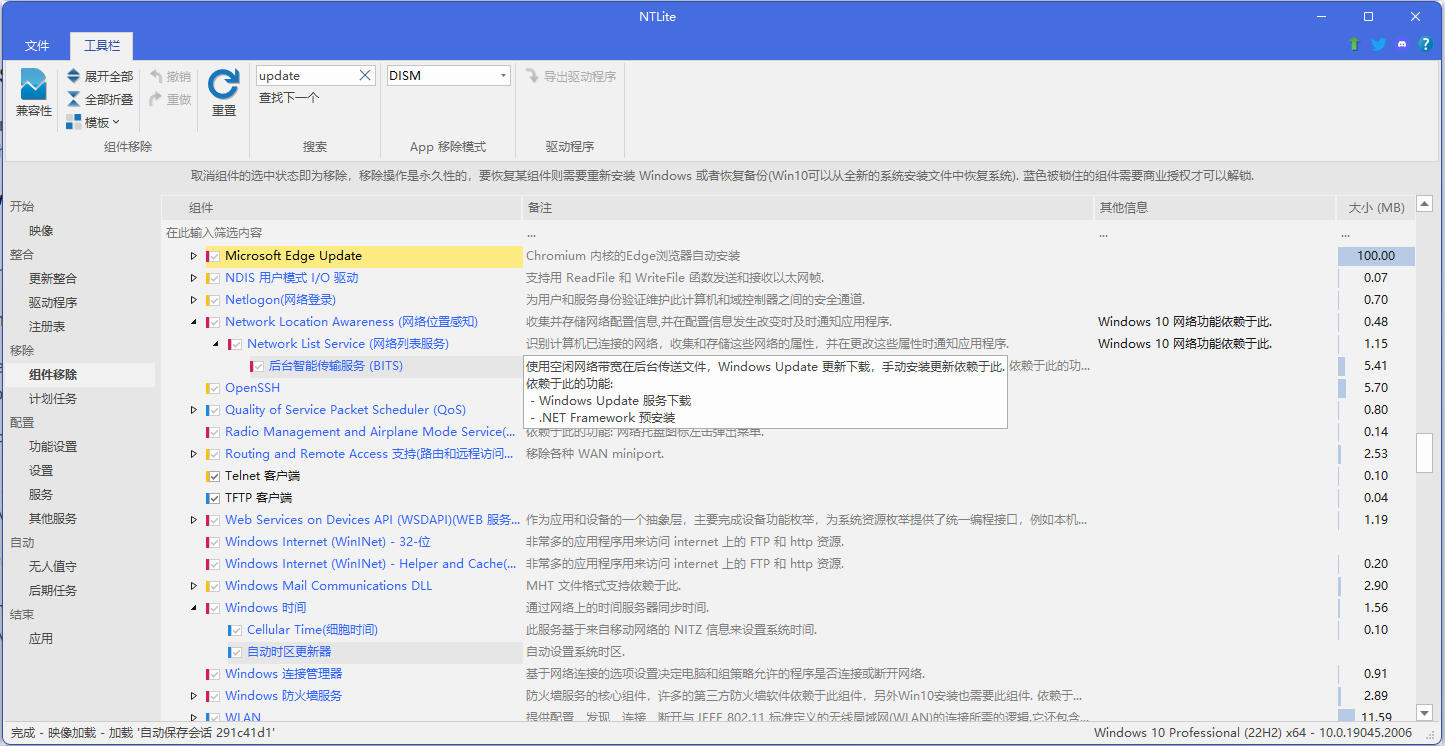 NTLite
文件 工具栏
兼容性
展开全部
全部折叠
模板
组件移除
撤销
重做
重置
update
查找下一个
搜索
DISM
App 移除模式
导出驱动程序
驱动程序
取消组件的选中状态即为移除，移除操作是永久性的，要恢复某组件则需要重新安装 Windows 或者恢复备份(Win10可以从全新的系统安装文件中恢复系统). 蓝色被锁住的组件需要商业授权才可以解锁.
开始
映像
整合
更新整合
驱动程序
注册表
移除
组件移除
计划任务
配置
功能设置
设置
服务
其他服务
自动
无人值守
后期任务
结束
应用
组件 备注 其他信息 大小 (MB)
在此输入筛选内容 ... ... ...
Microsoft Edge Update Chromium 内核的Edge浏览器自动安装 100.00
NDIS 用户模式 I/O 驱动 支持用 ReadFile 和 WriteFile 函数发送和接收以太网帧. 0.07
Netlogon(网络登录) 为用户和服务身份验证维护此计算机和域控制器之间的安全通道. 0.70
Network Location Awareness (网络位置感知) 收集并存储网络配置信息,并在配置信息发生改变时及时通知应用程序. Windows 10 网络功能依赖于此. 0.48
Network List Service (网络列表服务) 识别计算机已连接的网络，收集和存储这些网络的属性，并在更改这些属性时通知应用程序. Windows 10 网络功能依赖于此. 1.15
后台智能传输服务 (BITS) 使用空闲网络带宽在后台传送文件，Windows Update 更新下载，手动安装更新依赖于此. 依赖于此的功... 5.41
依赖于此的功能:
- Windows Update 服务下载
- .NET Framework 预安装
OpenSSH 5.70
Quality of Service Packet Scheduler (QoS) 0.80
Radio Management and Airplane Mode Service(... 依赖于此的功能: 网络托盘图标左击弹出菜单. 0.14
Routing and Remote Access 支持(路由和远程访问... 移除各种 WAN miniport. 2.53
Telnet 客户端 0.10
TFTP 客户端 0.04
Web Services on Devices API (WSDAPI)(WEB 服务... 作为应用和设备的一个抽象层，主要完成设备功能枚举，为系统资源枚举提供了统一编程接口，例如本机... 1.19
Windows Internet (WinINet) - 32-位 非常多的应用程序用来访问 internet 上的 FTP 和 http 资源.
Windows Internet (WinINet) - Helper and Cache(... 非常多的应用程序用来访问 internet 上的 FTP 和 http 资源. 0.20
Windows Mail Communications DLL MHT 文件格式支持依赖于此. 2.90
Windows 时间 通过网络上的时间服务器同步时间. 1.56
Cellular Time(细胞时间) 此服务基于来自移动网络的 NITZ 信息来设置系统时间. 0.10
自动时区更新器 自动设置系统时区.
Windows 连接管理器 基于网络连接的选项设置决定电脑和组策略允许的程序是否连接或断开网络. 0.91
Windows 防火墙服务 防火墙服务的核心组件，许多的第三方防火墙软件依赖于此组件，另外Win10安装也需要此组件. 依赖于... 2.89
WLAN 提供配置、发现、连接、断开与 IEEE 802.11 标准定义的无线局域网(WLAN)的连接所需的逻辑.它还包含... 11.59
完成 - 映像加载 - 加载 '自动保存会话 291c41d1' Windows 10 Professional (22H2) x64 - 10.0.19045.2006